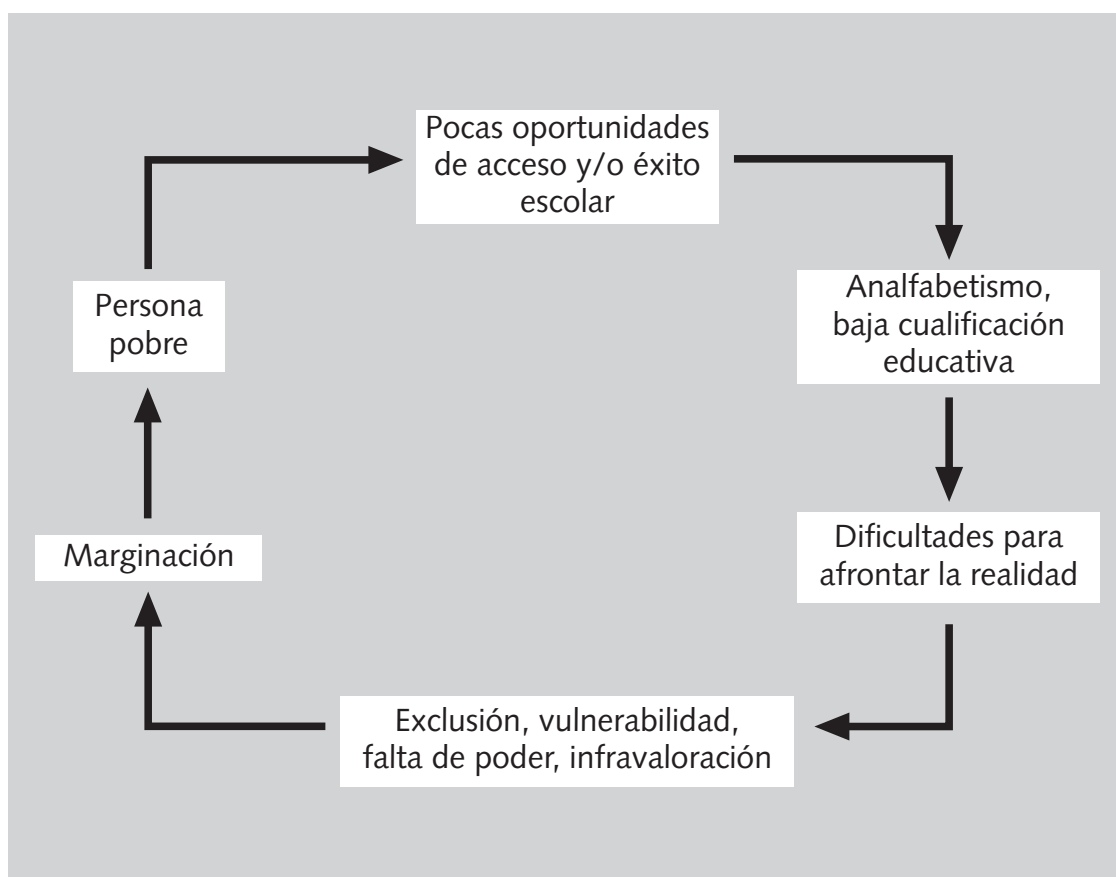 Pocas oportunidades
de acceso y/o éxito
escolar
Analfabetismo,
baja cualificación
educativa
Dificultades para
afrontar la realidad
Exclusión, vulnerabilidad,
falta de poder, infravaloración
Marginación
Persona
pobre